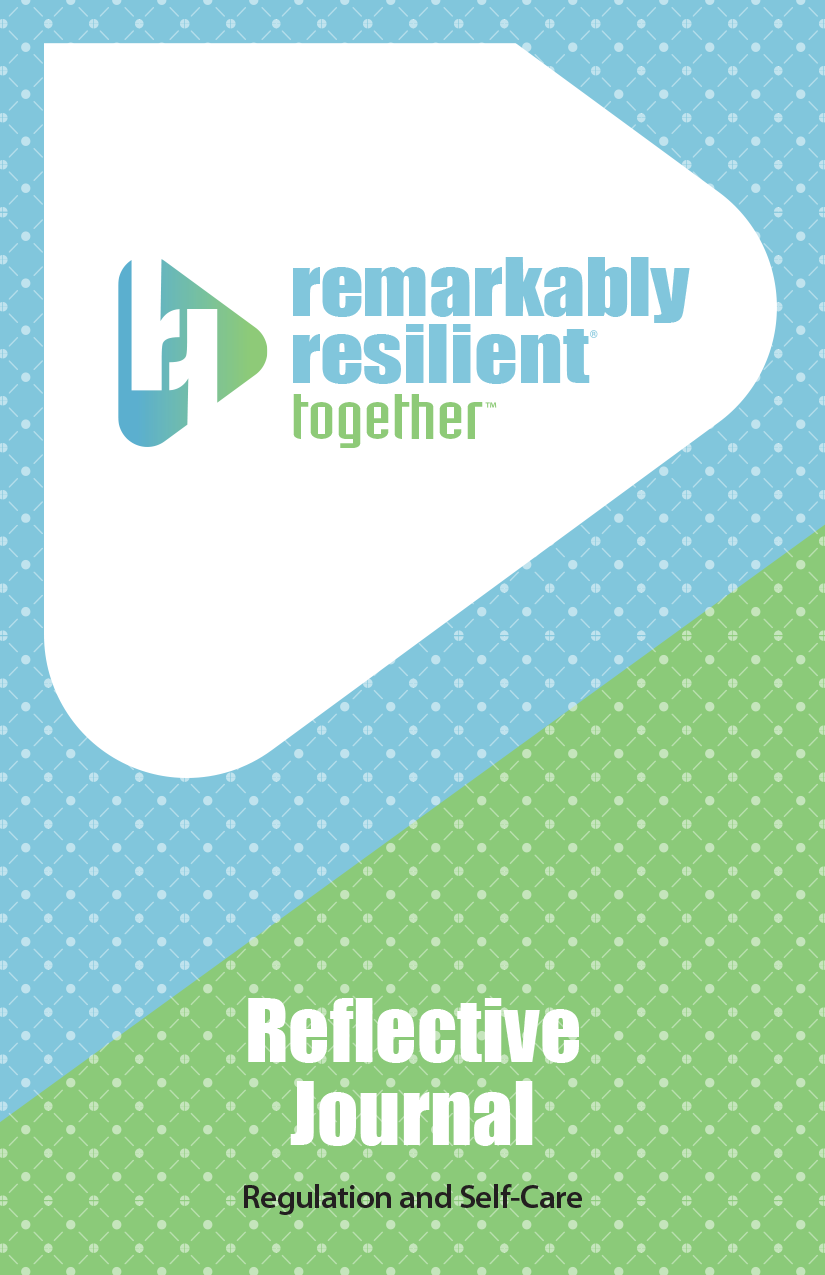 remarkably
resilient®
together™
Reflective
Journal
Regulation and Self-Care